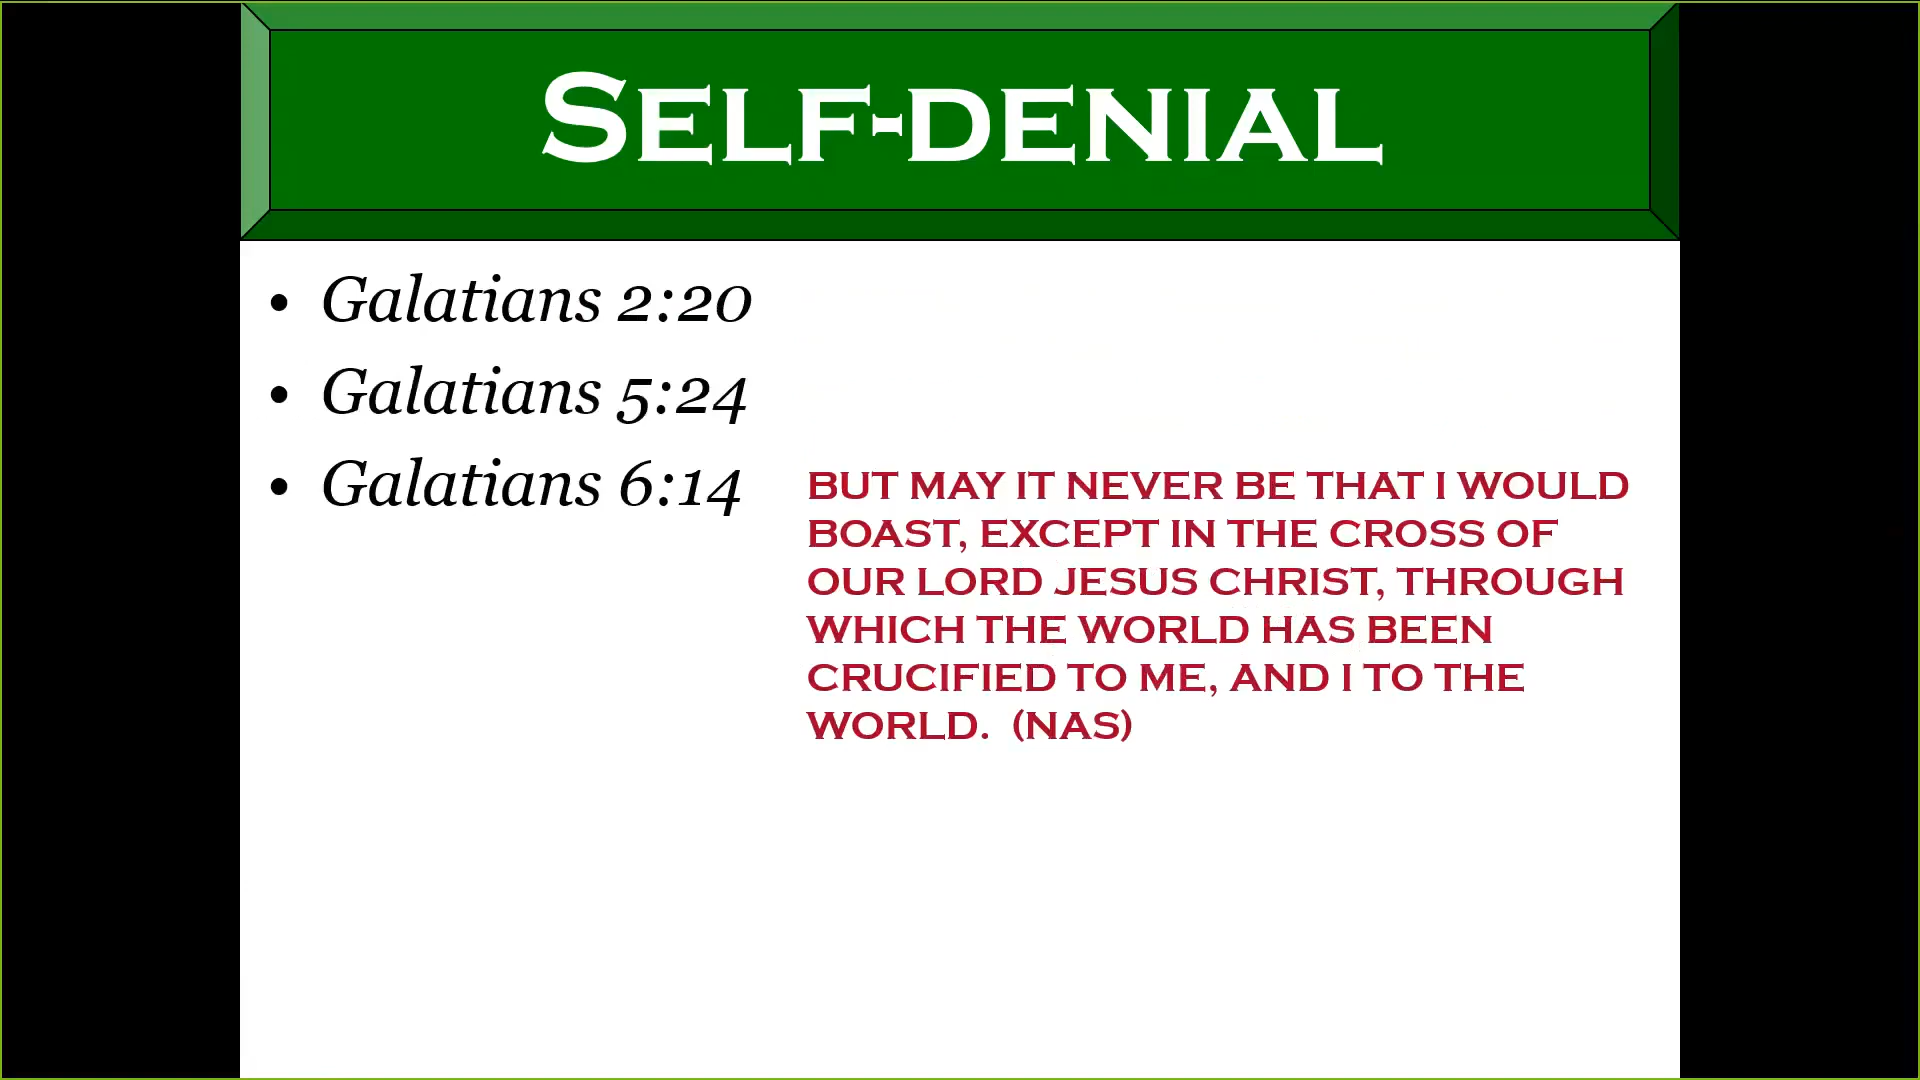 SELF-DENIAL
• Galatians 2:20
• Galatians 5:24
• Galatians 6:14
BUT MAY IT NEVER BE THAT I WOULD
BOAST, EXCEPT IN THE CROSS OF
OUR LORD JESUS CHRIST, THROUGH
WHICH THE WORLD HAS BEEN
CRUCIFIED TO ME, AND I TO THE
WORLD.  (NAS)